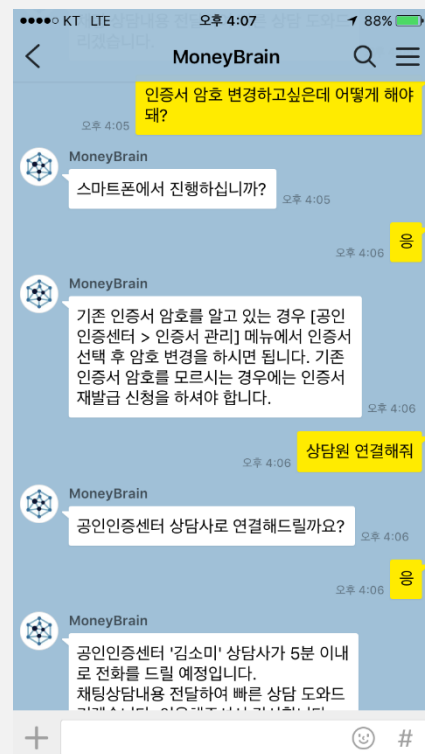 KT LTE 오후 4:07 88%
MoneyBrain
인증서 암호 변경하고싶은데 어떻게 해야
돼?
오후 4:05
MoneyBrain
스마트폰에서 진행하십니까?
오후 4:05
응
오후 4:06
MoneyBrain
기존 인증서 암호를 알고 있는 경우 [공인
인증센터 > 인증서 관리] 메뉴에서 인증서
선택 후 암호 변경을 하시면 됩니다. 기존
인증서 암호를 모르시는 경우에는 인증서
재발급 신청을 하셔야 합니다.
오후 4:06
상담원 연결해줘
오후 4:06
MoneyBrain
공인인증센터 상담사로 연결해드릴까요?
오후 4:06
응
오후 4:06
MoneyBrain
공인인증센터 '김소미' 상담사가 5분 이내
로 전화를 드릴 예정입니다.
채팅상담내용 전달하여 빠른 상담 도와드
#